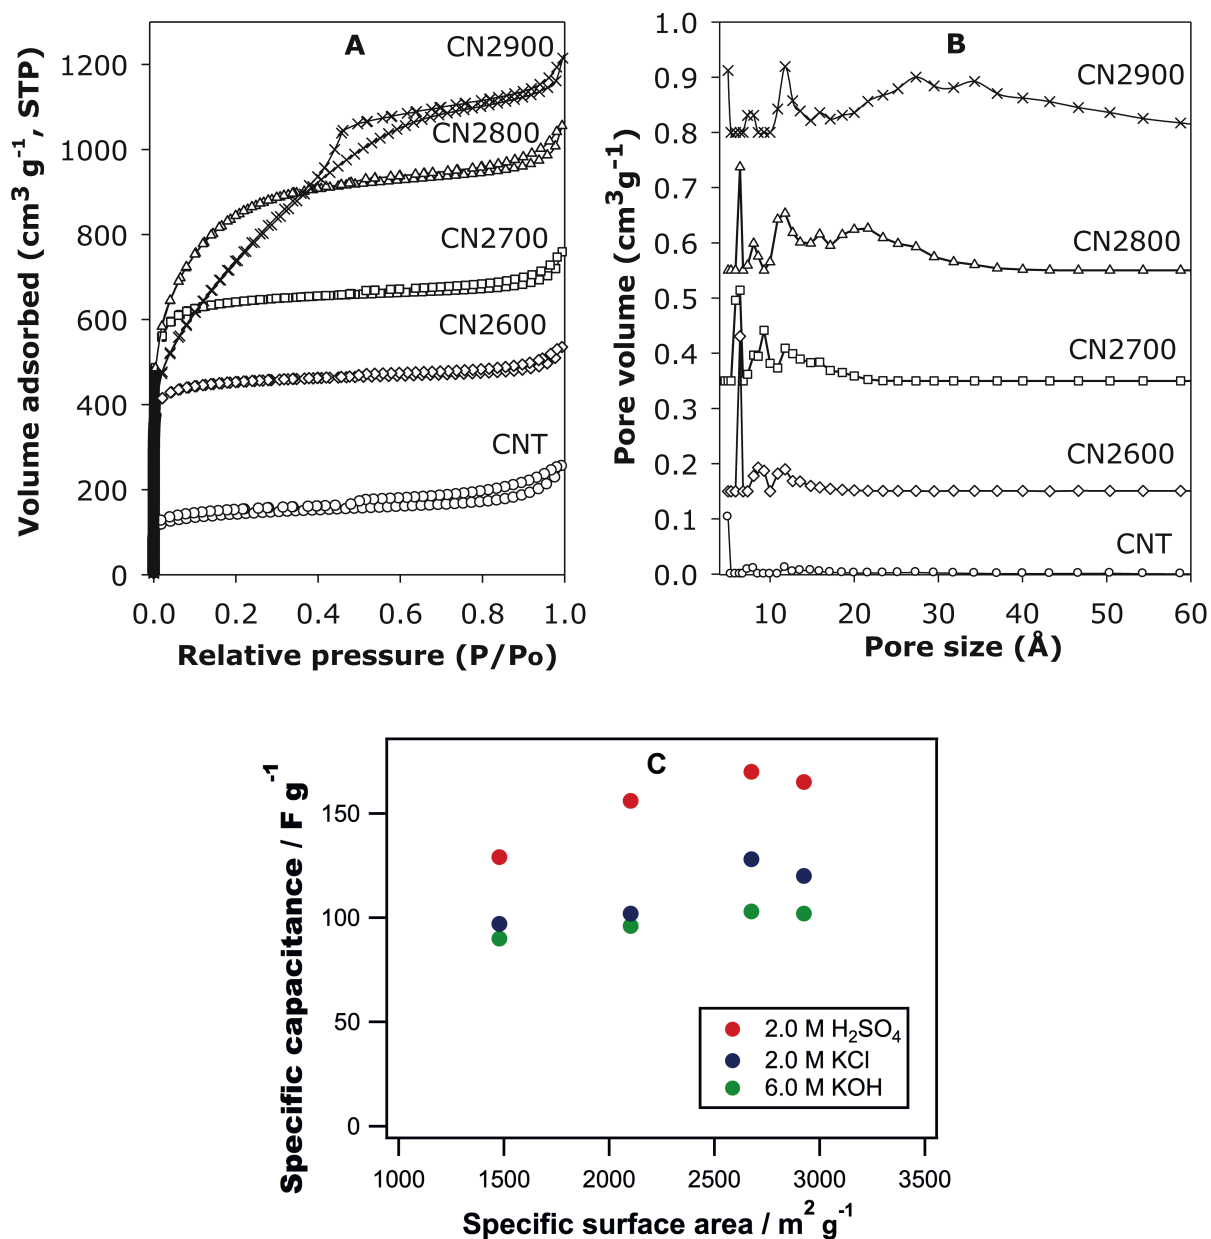 A
Volume adsorbed (cm³ g⁻¹, STP)
1200
1000
800
600
400
200
0
CN2900
CN2800
CN2700
CN2600
CNT
0.0 0.2 0.4 0.6 0.8 1.0
Relative pressure (P/Po)
B
Pore volume (cm³g⁻¹)
1.0
0.9
0.8
0.7
0.6
0.5
0.4
0.3
0.2
0.1
0.0
CN2900
CN2800
CN2700
CN2600
CNT
10 20 30 40 50 60
Pore size (Å)
C
Specific capacitance / F g⁻¹
150
100
50
0
2.0 M H₂SO₄
2.0 M KCl
6.0 M KOH
1000 1500 2000 2500 3000 3500
Specific surface area / m² g⁻¹